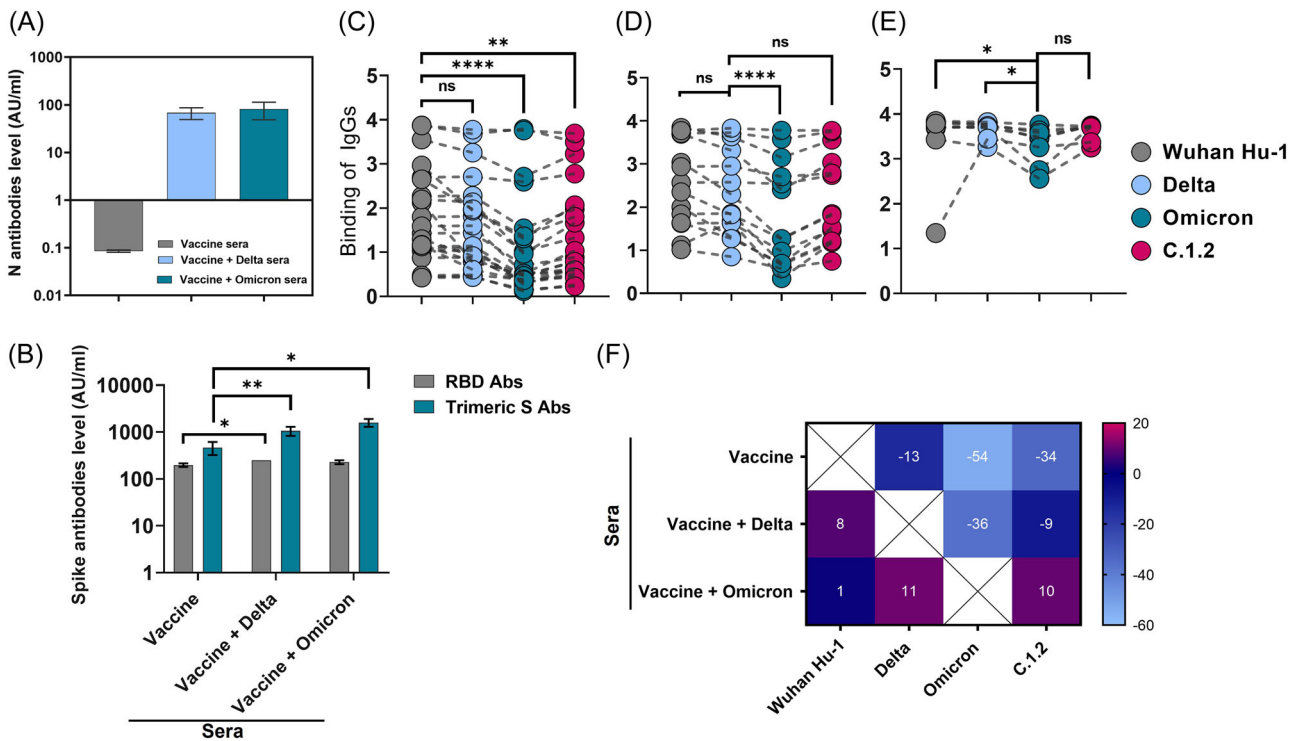 (A)
N antibodies level (AU/ml)
1000
100
10
1
0.1
0.01
Vaccine sera
Vaccine + Delta sera
Vaccine + Omicron sera
(B)
Spike antibodies level (AU/ml)
10000
1000
100
10
1
*
**
*
RBD Abs
Trimeric S Abs
Vaccine
Vaccine + Delta
Vaccine + Omicron
Sera
(C)
Binding of IgGs
5
4
3
2
1
0
**
****
ns
(D)
5
4
3
2
1
0
ns
ns
****
(E)
5
4
3
2
1
0
*
ns
*
Wuhan Hu-1
Delta
Omicron
C.1.2
(F)
Sera
Vaccine
-13
-54
-34
Vaccine + Delta
8
-36
-9
Vaccine + Omicron
1
11
10
Wuhan Hu-1
Delta
Omicron
C.1.2
20
0
-20
-40
-60